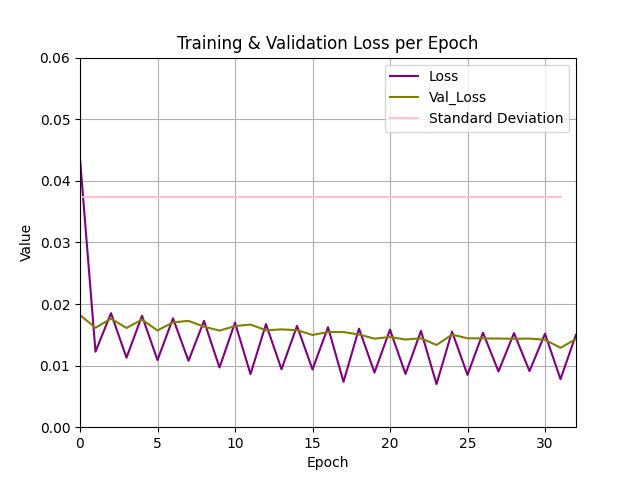 Training & Validation Loss per Epoch
Loss
Val_Loss
Standard Deviation
Value
0.06
0.05
0.04
0.03
0.02
0.01
0.00
0 5 10 15 20 25 30
Epoch